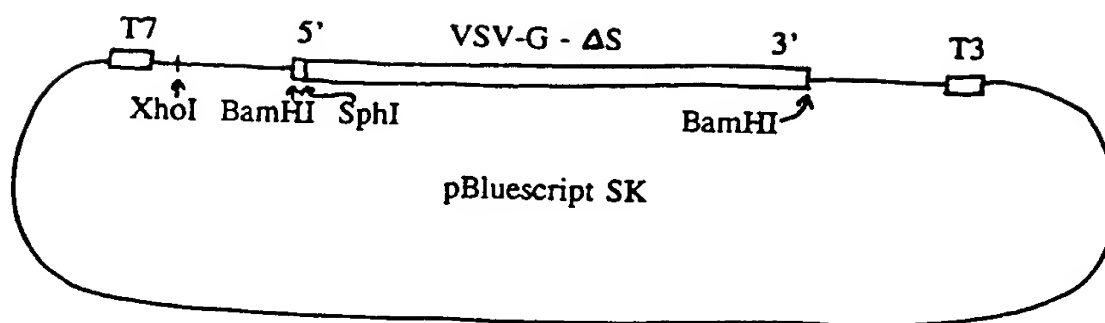 T7 5' VSV-G - ΔS 3' T3
XhoI BamHI SphI BamHI
pBluescript SK